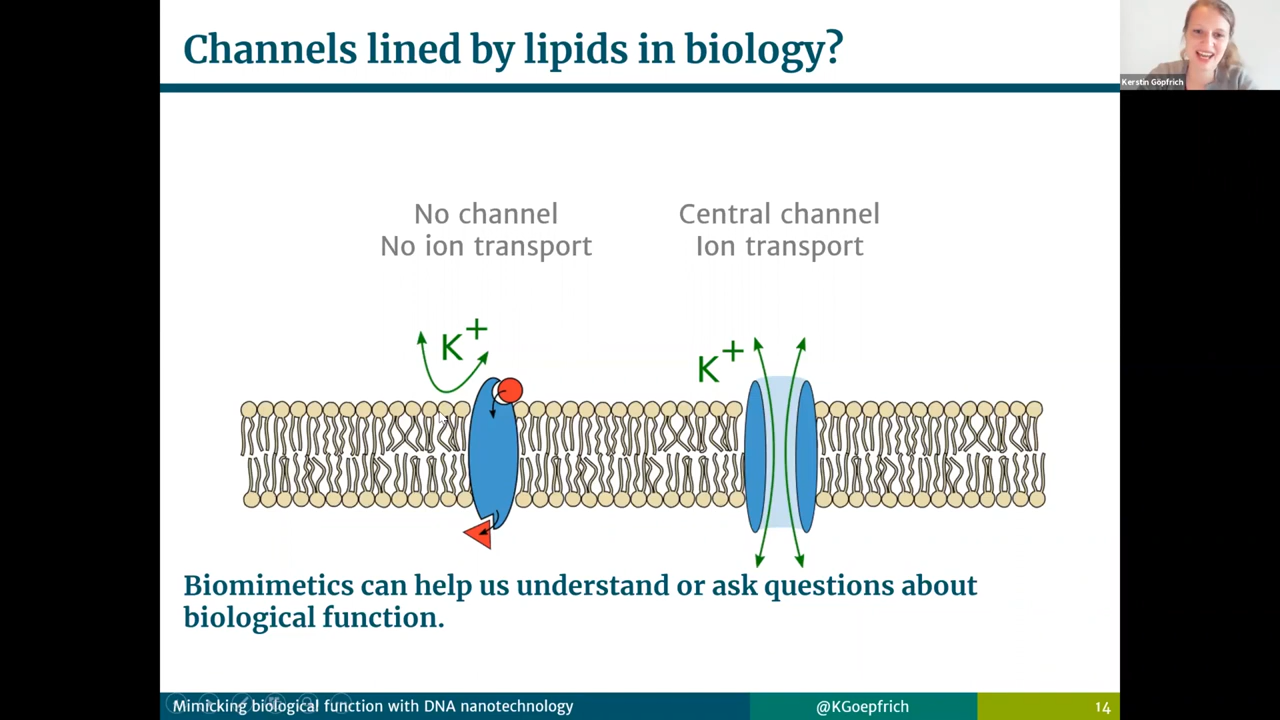 Channels lined by lipids in biology?
Kerstin Göpfrich
No channel
No ion transport
Central channel
Ion transport
K+
K+
Biomimetics can help us understand or ask questions about
biological function.
Mimicking biological function with DNA nanotechnology
@KGoepfrich
14